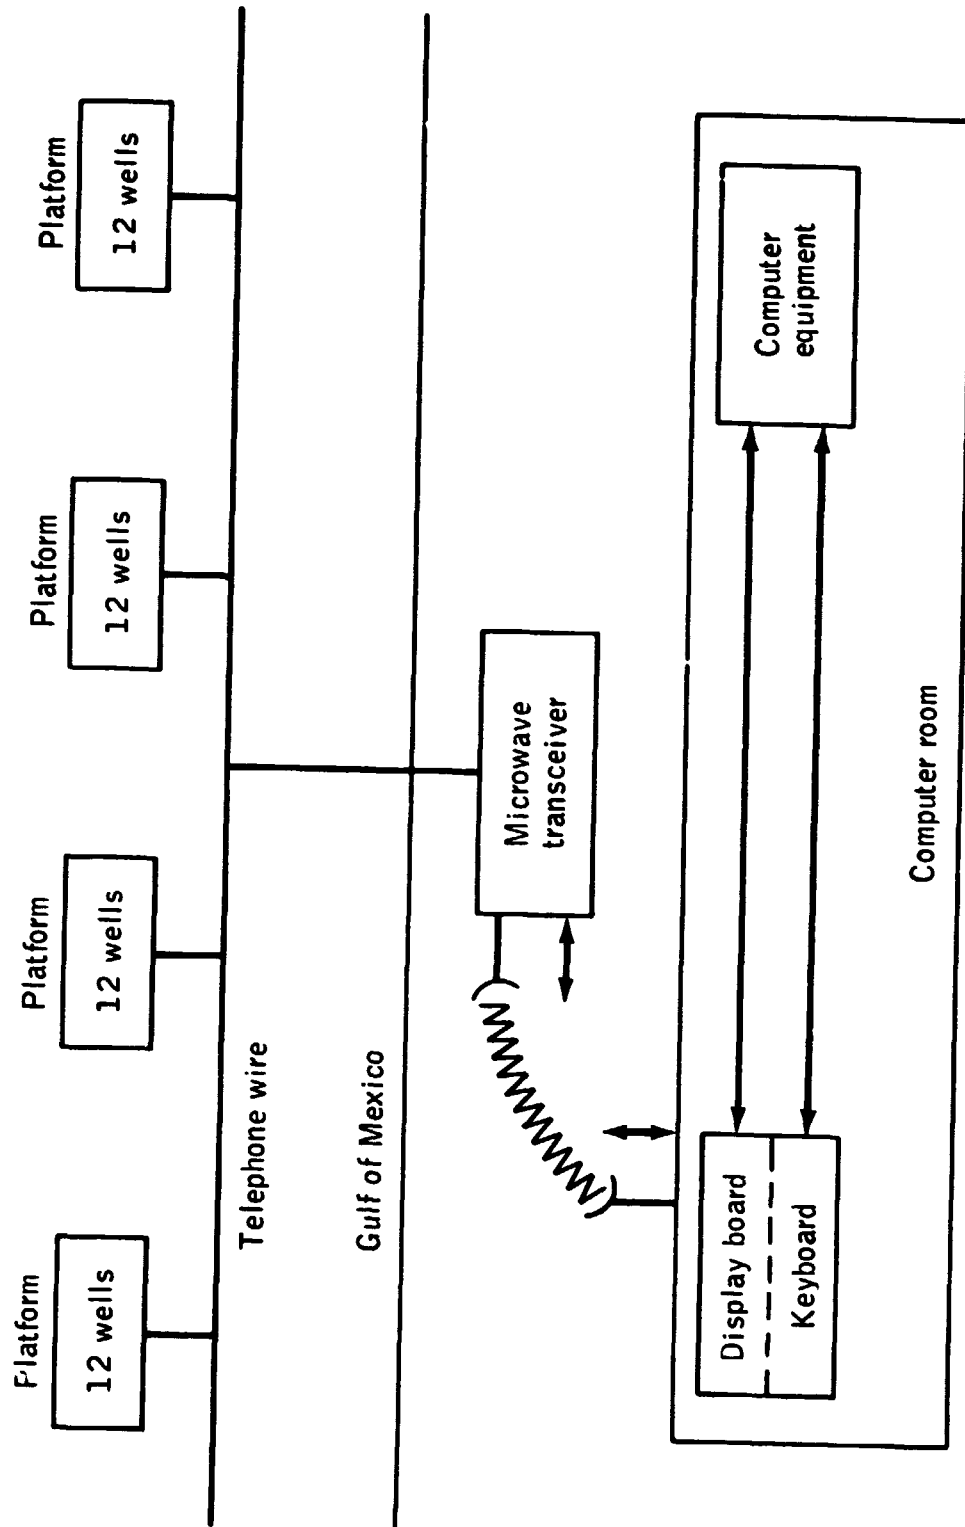 Platform
12 wells
Platform
12 wells
Platform
12 wells
Platform
12 wells
Telephone wire
Gulf of Mexico
Microwave
transceiver
Display board
Keyboard
Computer
equipment
Computer room